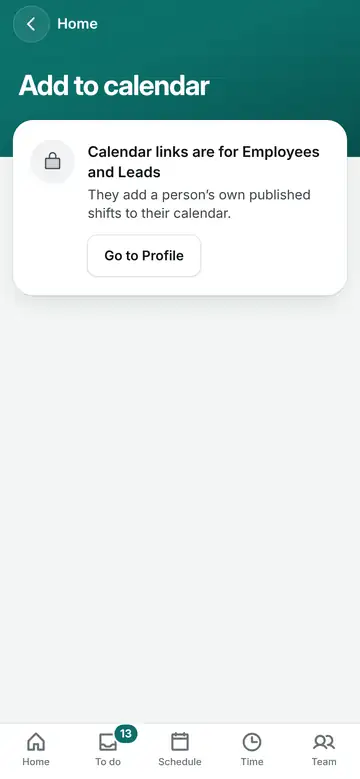 Home
Add to calendar
Calendar links are for Employees
and Leads
They add a person’s own published
shifts to their calendar.
Go to Profile
13
Home
To do
Schedule
Time
Team